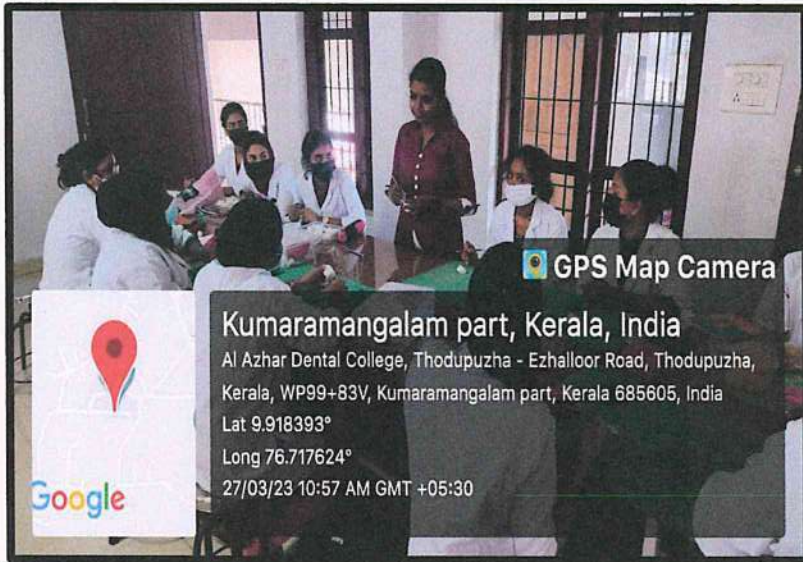 GPS Map Camera
Kumaramangalam part, Kerala, India
Al Azhar Dental College, Thodupuzha - Ezhalloor Road, Thodupuzha,
Kerala, WP99+83V, Kumaramangalam part, Kerala 685605, India
Lat 9.918393°
Long 76.717624°
27/03/23 10:57 AM GMT +05:30
Google